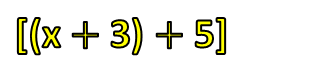 [(x + 3) + 5]